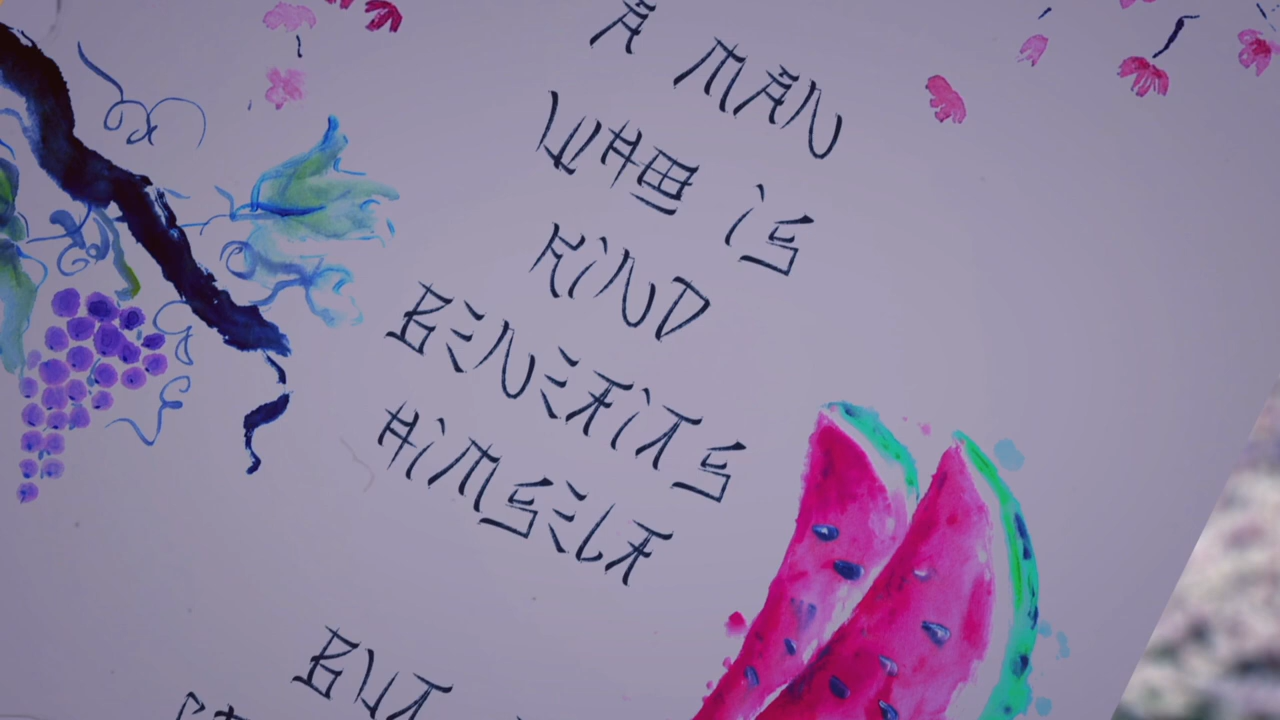 A MAN
WHO IS
KIND
BENEFITS
HIMSELF
BUT